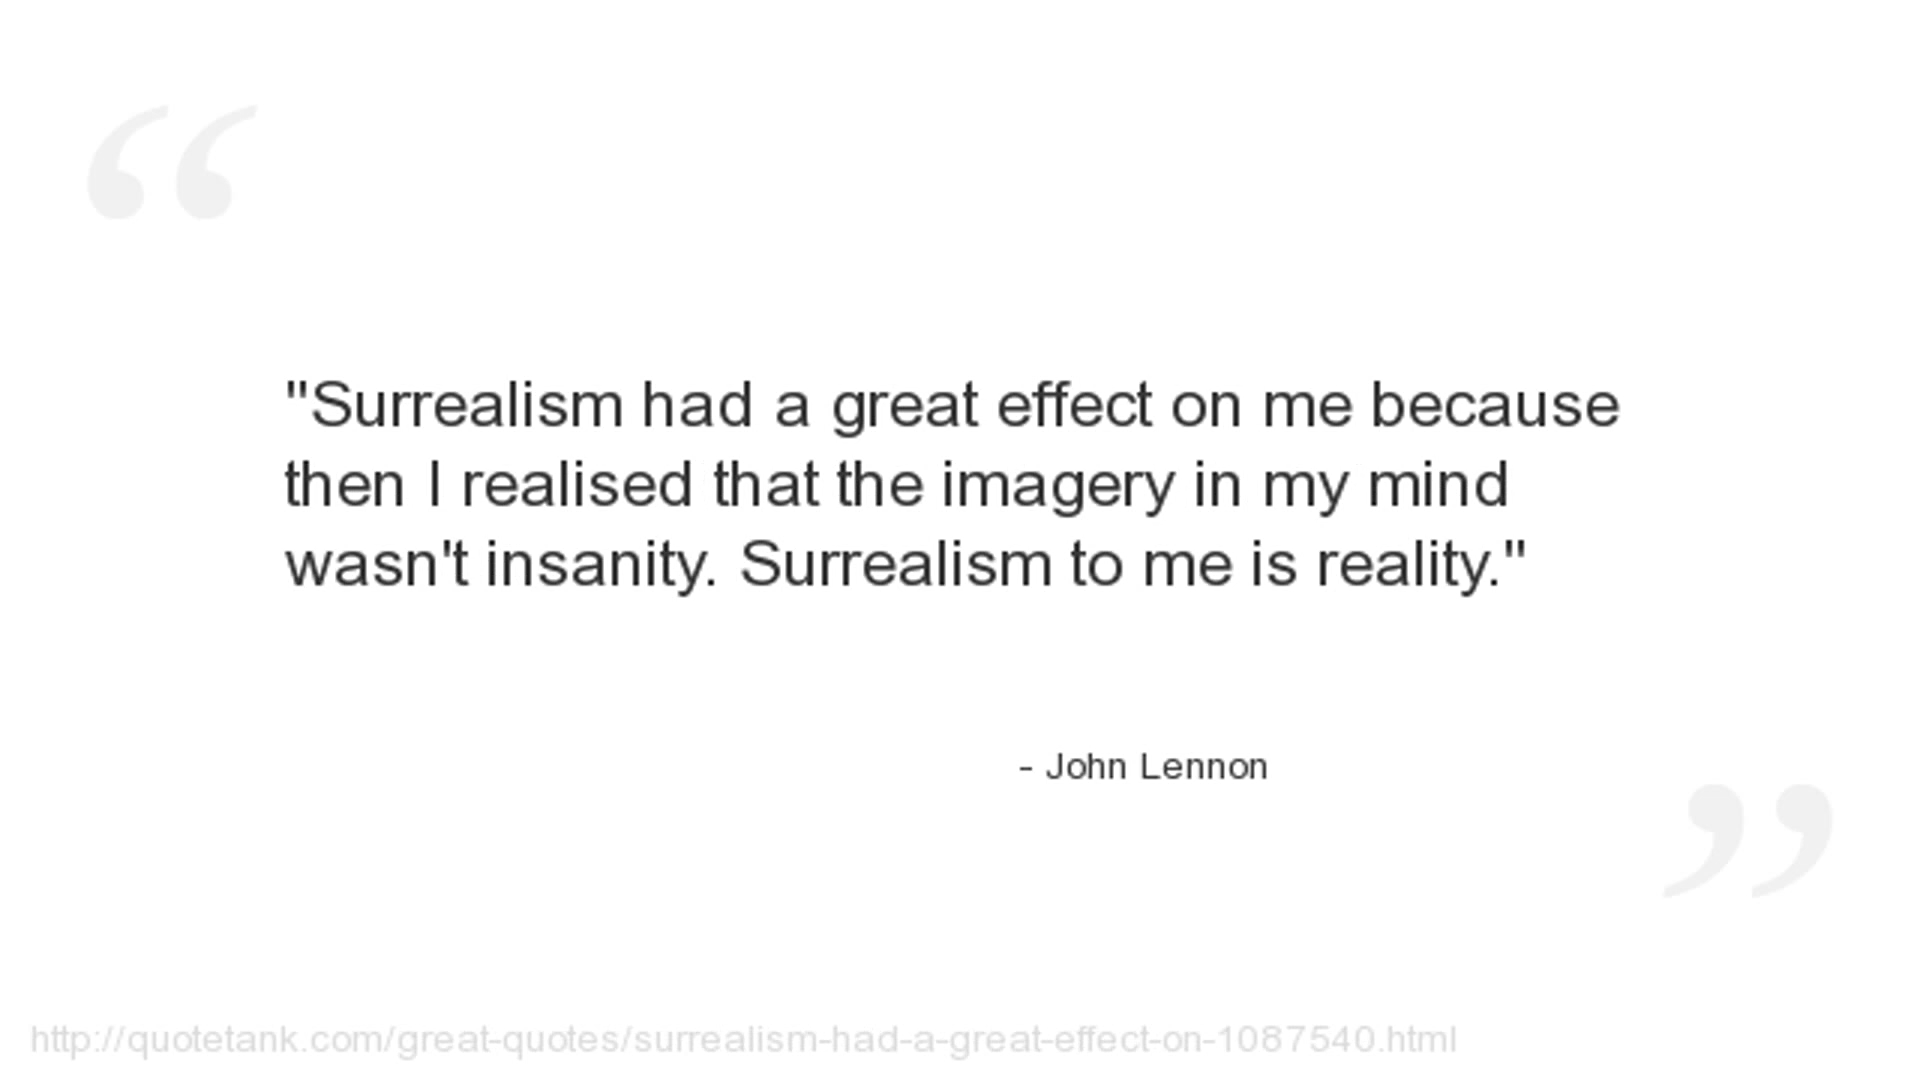 "Surrealism had a great effect on me because
then I realised that the imagery in my mind
wasn't insanity. Surrealism to me is reality."
- John Lennon
http://quotetank.com/great-quotes/surrealism-had-a-great-effect-on-1087540.html